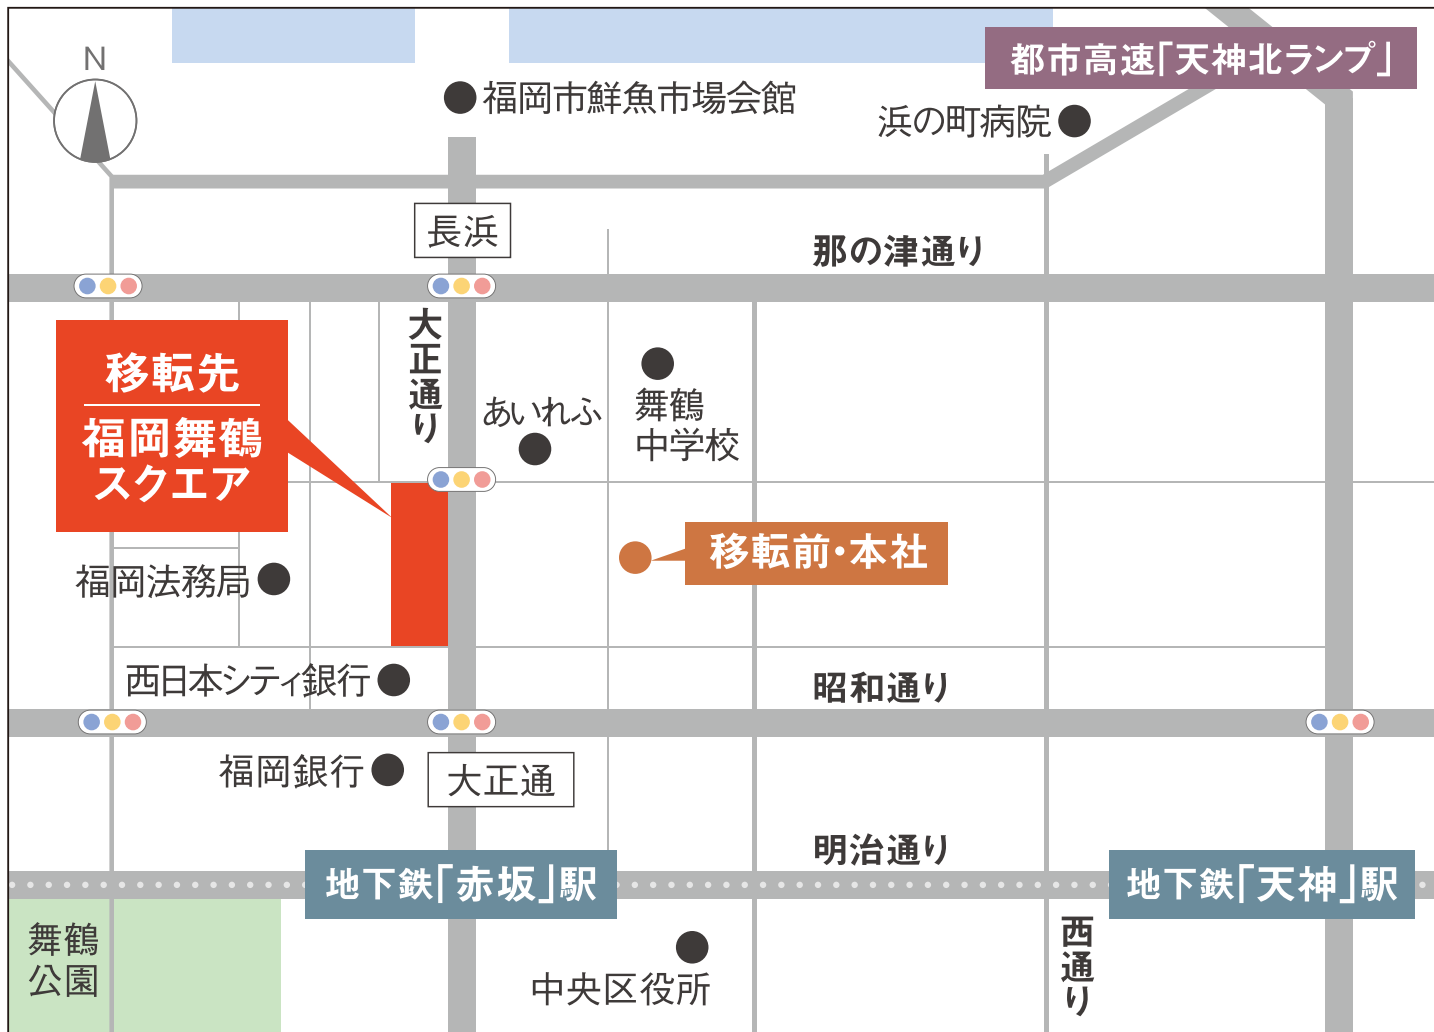 N
都市高速「天神北ランプ」
福岡市鮮魚市場会館
浜の町病院
長浜
那の津通り
大正通り
移転先
福岡舞鶴
スクエア
あいれふ
舞鶴
中学校
移転前・本社
福岡法務局
西日本シティ銀行
昭和通り
福岡銀行
大正通
明治通り
地下鉄「赤坂」駅
地下鉄「天神」駅
舞鶴
公園
中央区役所
西通り